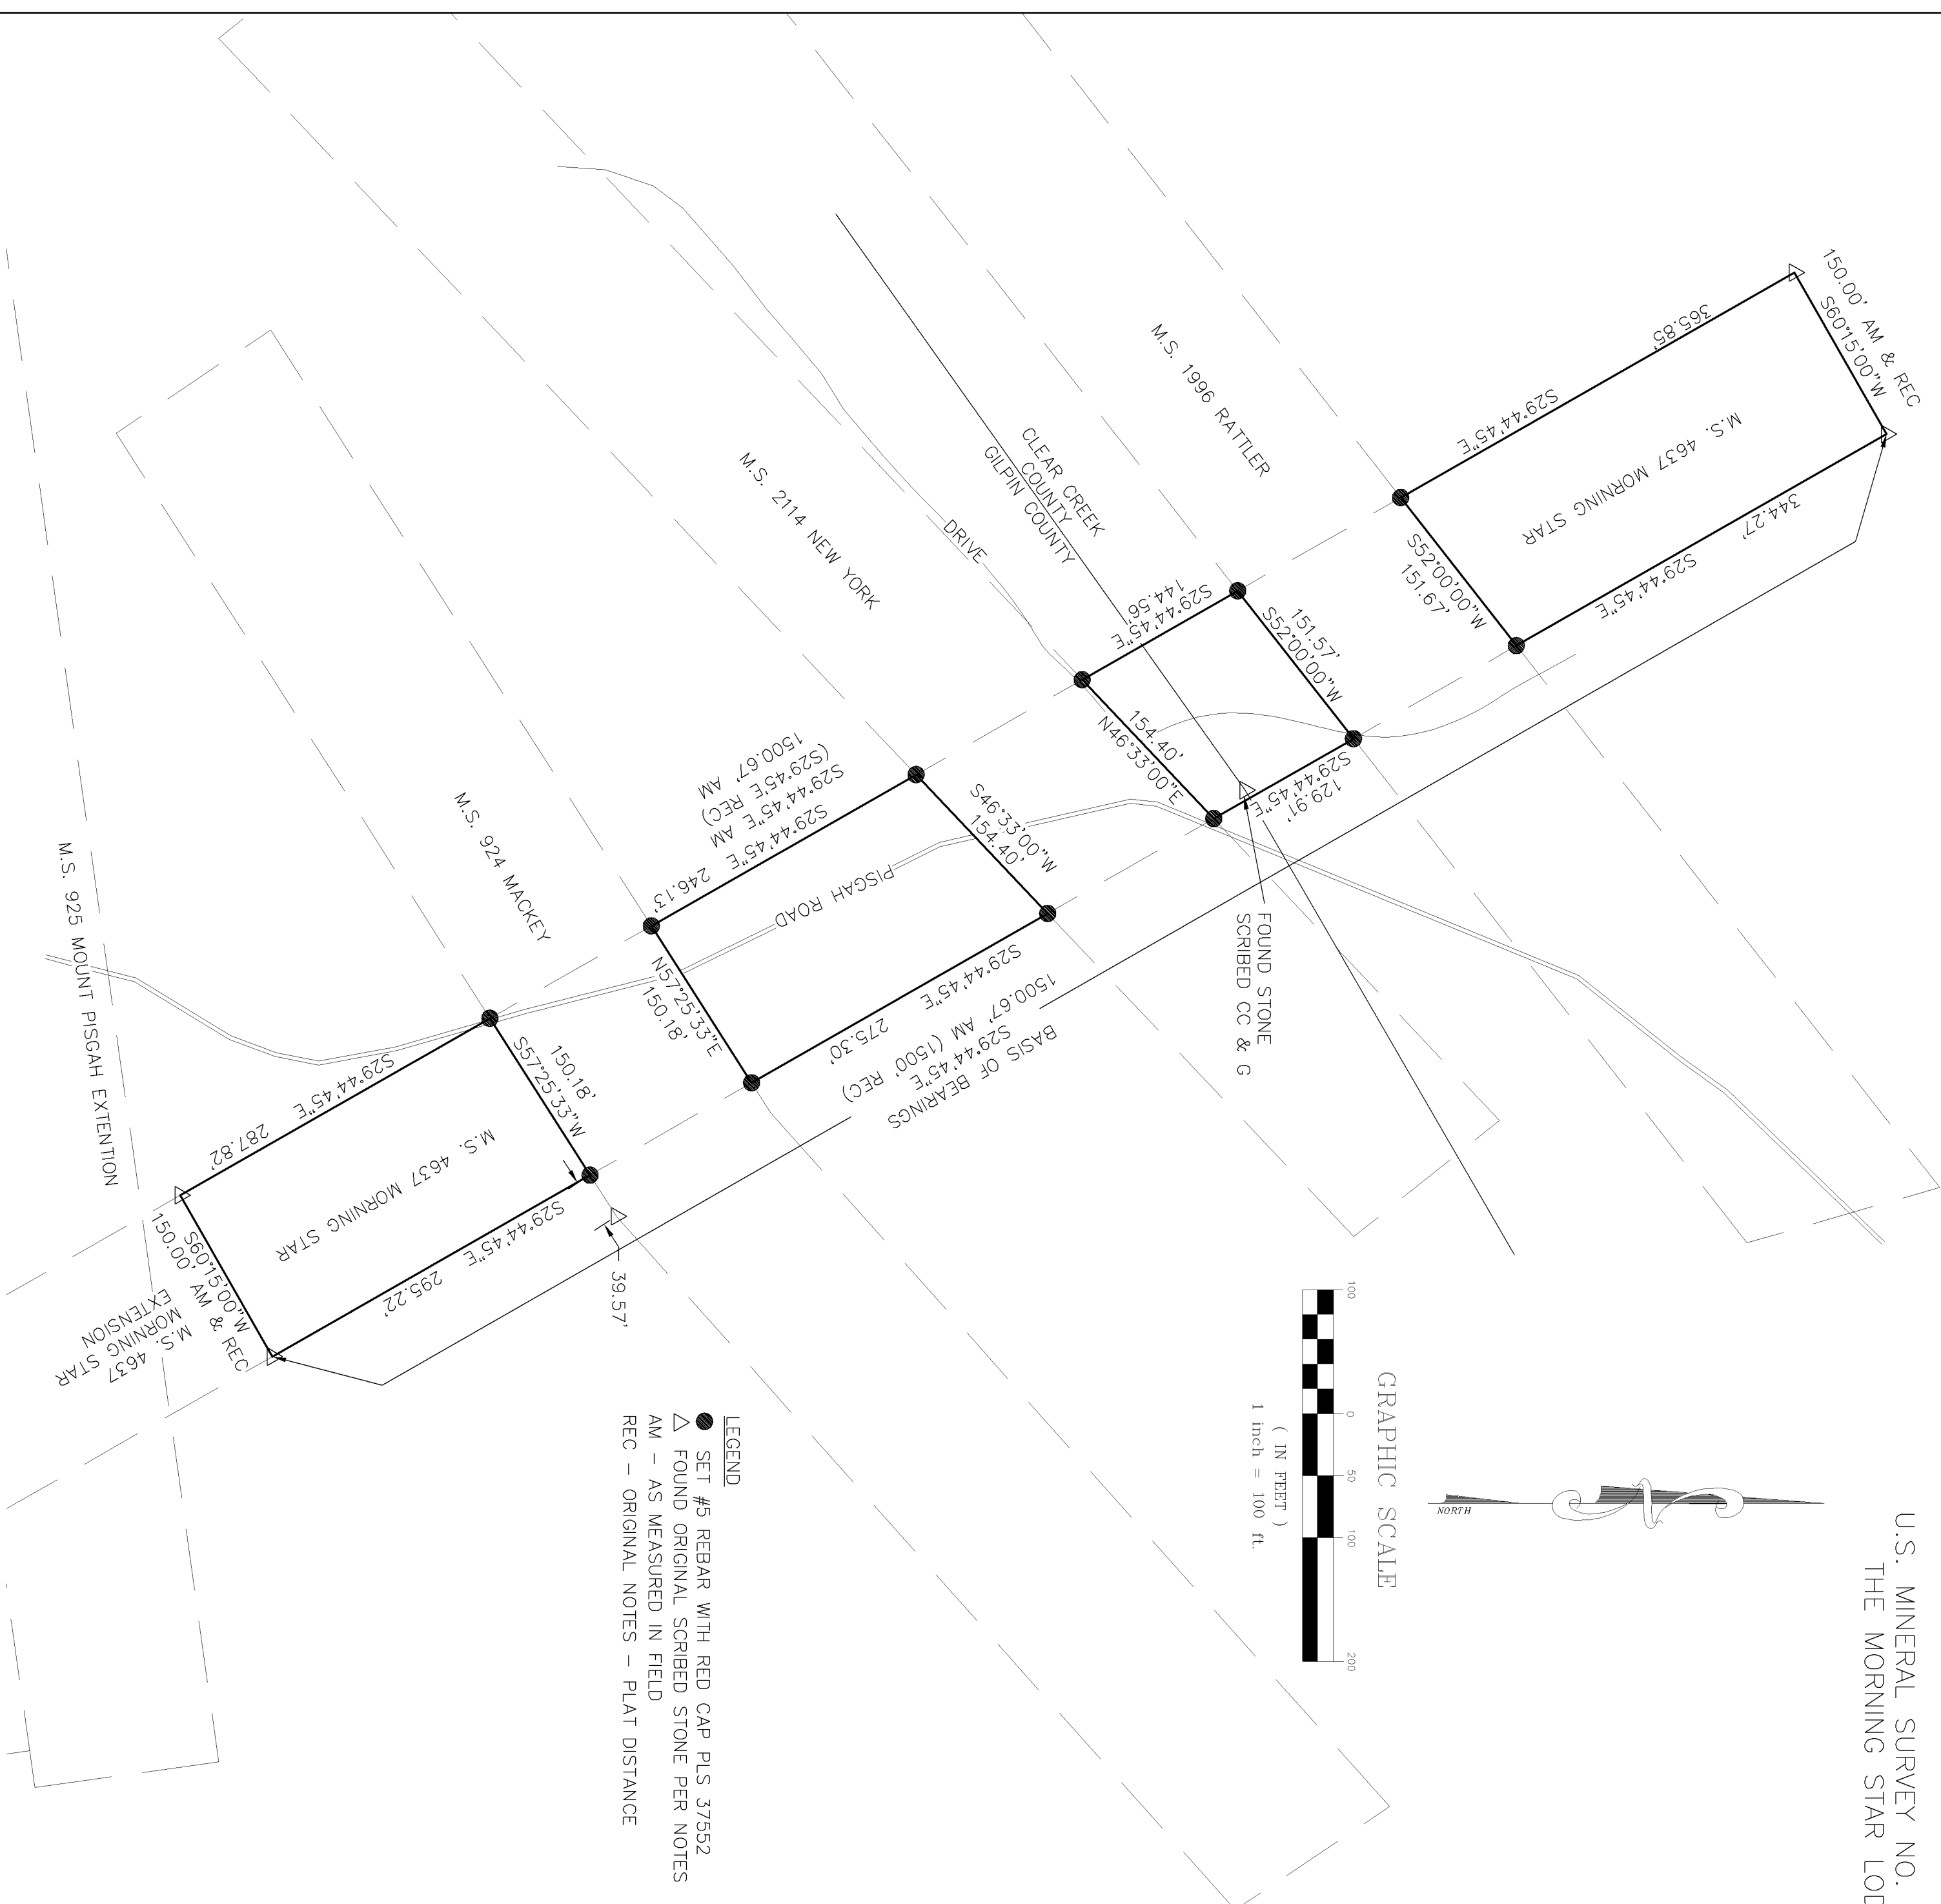 U.S. MINERAL SURVEY NO.
THE MORNING STAR
150.00' AM & REC
S60°15'00"W
365.85'
S29°44'45"E
M.S. 4637 MORNING STAR
344.27'
S29°44'45"E
S52°00'00"W
151.67'
M.S. 1996 RATTLER
CLEAR CREEK
COUNTY
GILPIN COUNTY
151.57'
S52°00'00"W
S29°44'45"E
144.56'
S29°44'45"E
129.91'
154.40'
N46°33'00"E
DRIVE
FOUND STONE
SCRIBED CC & G
M.S. 2114 NEW YORK
S46°33'00"W
154.40'
S29°44'45"E 246.13'
S29°44'45"E AM
(S29°45'E REC)
1500.67' AM
PISGAH ROAD
S29°44'45"E 275.30'
1500.67' AM (1500' REC)
S29°44'45"E
BASIS OF BEARINGS
N57°25'33"E
150.18'
M.S. 924 MACKEY
150.18'
S57°25'33"W
S29°44'45"E
287.82'
M.S. 4637 MORNING STAR
S29°44'45"E
295.22'
39.57'
S60°15'00"W
150.00' AM & REC
M.S. 4637
MORNING STAR
EXTENSION
M.S. 925 MOUNT PISGAH EXTENTION
NORTH
GRAPHIC SCALE
100 0 50 100 200
( IN FEET )
1 inch = 100 ft.
LEGEND
SET #5 REBAR WITH RED CAP PLS 37552
FOUND ORIGINAL SCRIBED STONE PER NOTES
AM – AS MEASURED IN FIELD
REC – ORIGINAL NOTES – PLAT DISTANCE